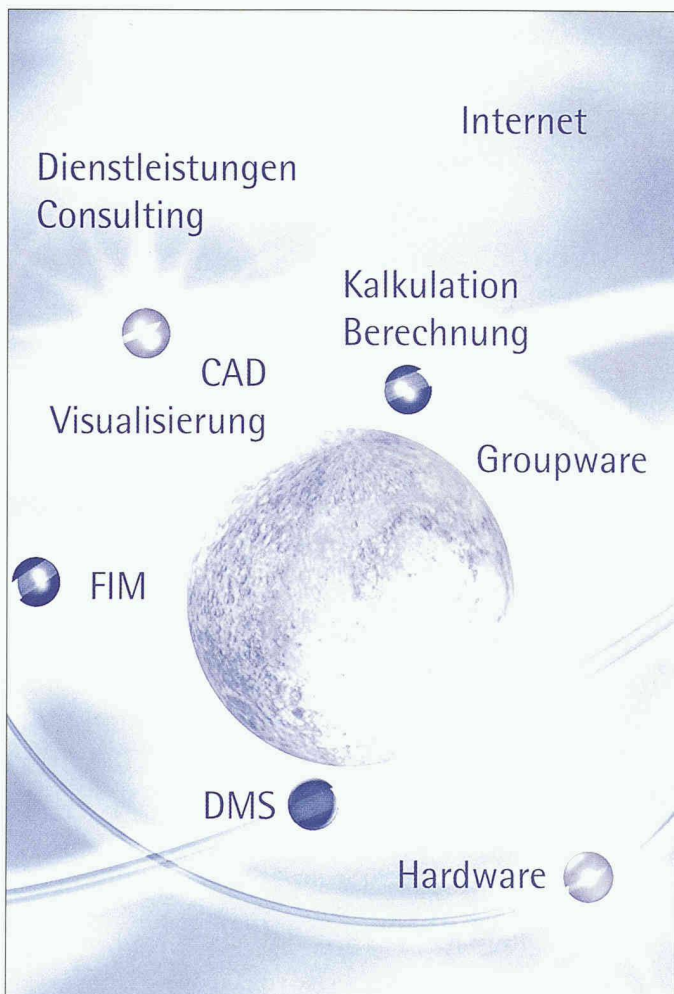 Internet
Dienstleistungen
Consulting
Kalkulation
Berechnung
CAD
Visualisierung
Groupware
FIM
DMS
Hardware